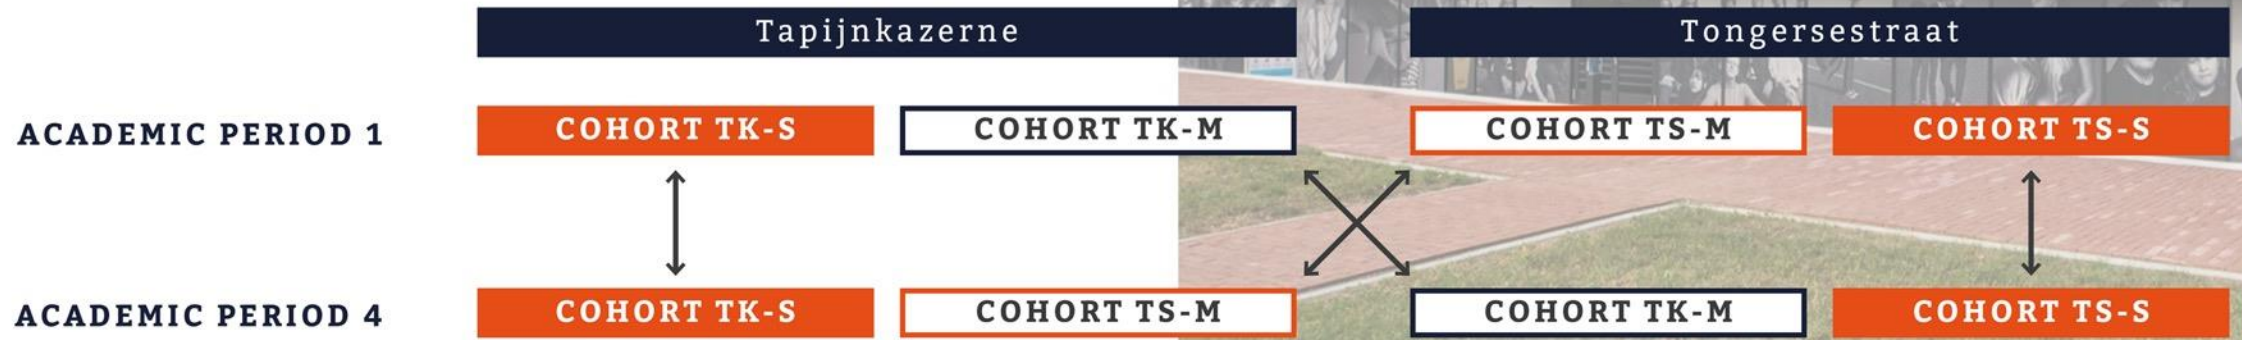 Tapijnkazerne Tongersestraat
ACADEMIC PERIOD 1 COHORT TK-S COHORT TK-M COHORT TS-M COHORT TS-S
ACADEMIC PERIOD 4 COHORT TK-S COHORT TS-M COHORT TK-M COHORT TS-S